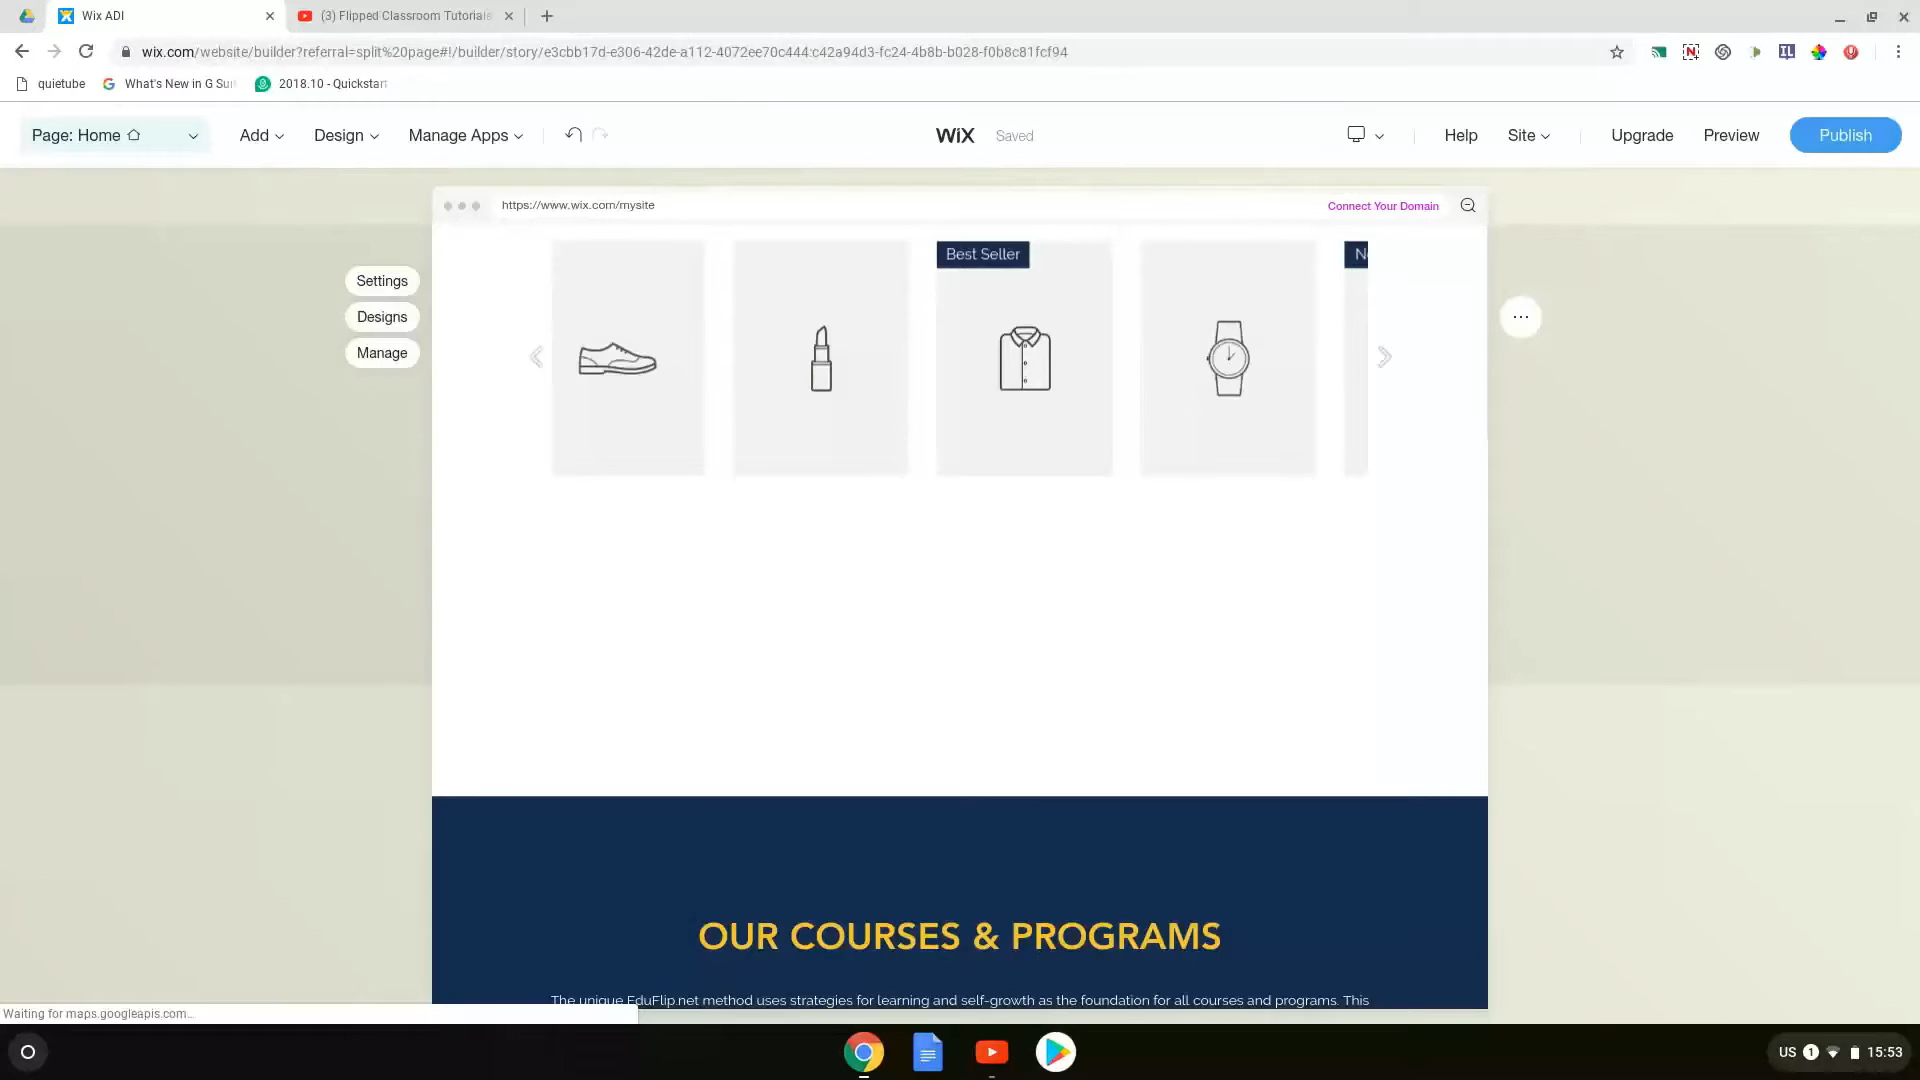 Wix ADI
(3) Flipped Classroom Tutorials
wix.com/website/builder?referral=split%20page#!/builder/story/e3cbb17d-e306-42de-a112-4072ee70c444:c42a94d3-fc24-4b8b-b028-f0b8c81fcf94
quietube
What's New in G Sui
2018.10 - Quickstart
Page: Home
Add
Design
Manage Apps
WiX
Saved
Help
Site
Upgrade
Preview
Publish
https://www.wix.com/mysite
Connect Your Domain
Best Seller
Settings
Designs
Manage
OUR COURSES & PROGRAMS
The unique EduFlip.net method uses strategies for learning and self-growth as the foundation for all courses and programs. This
Waiting for maps.googleapis.com...
US 1 15:53